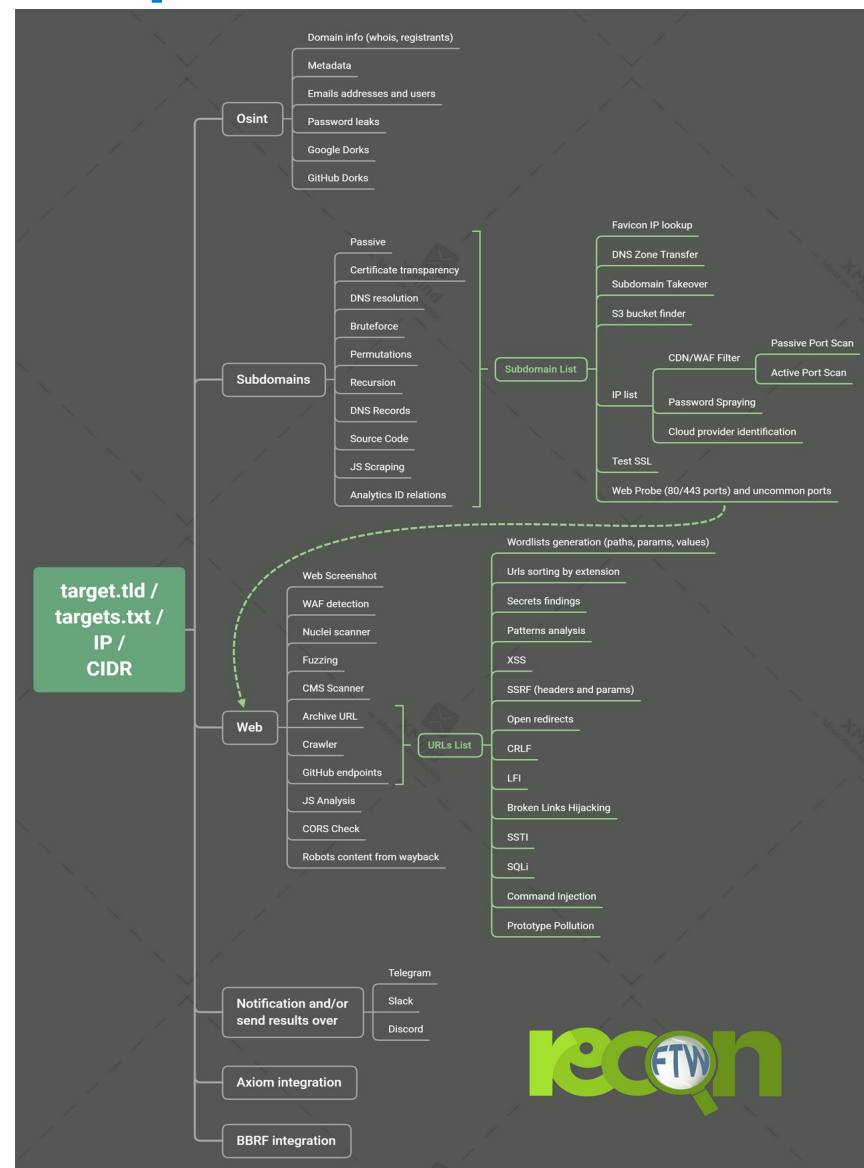 Domain info (whois, registrants)
Metadata
Osint
Emails addresses and users
Password leaks
Google Dorks
GitHub Dorks
Passive
Certificate transparency
DNS resolution
Bruteforce
Permutations
Subdomains
Recursion
DNS Records
Source Code
JS Scraping
Analytics ID relations
Subdomain List
Favicon IP lookup
DNS Zone Transfer
Subdomain Takeover
S3 bucket finder
IP list
CDN/WAF Filter
Passive Port Scan
Active Port Scan
Password Spraying
Cloud provider identification
Test SSL
Web Probe (80/443 ports) and uncommon ports
target.tld /
targets.txt /
IP /
CIDR
Web
Web Screenshot
WAF detection
Nuclei scanner
Fuzzing
CMS Scanner
Archive URL
Crawler
GitHub endpoints
JS Analysis
CORS Check
Robots content from wayback
URLs List
Wordlists generation (paths, params, values)
Urls sorting by extension
Secrets findings
Patterns analysis
XSS
SSRF (headers and params)
Open redirects
CRLF
LFI
Broken Links Hijacking
SSTI
SQLi
Command Injection
Prototype Pollution
Notification and/or
send results over
Telegram
Slack
Discord
Axiom integration
BBRF integration
recon
FTW
XMind